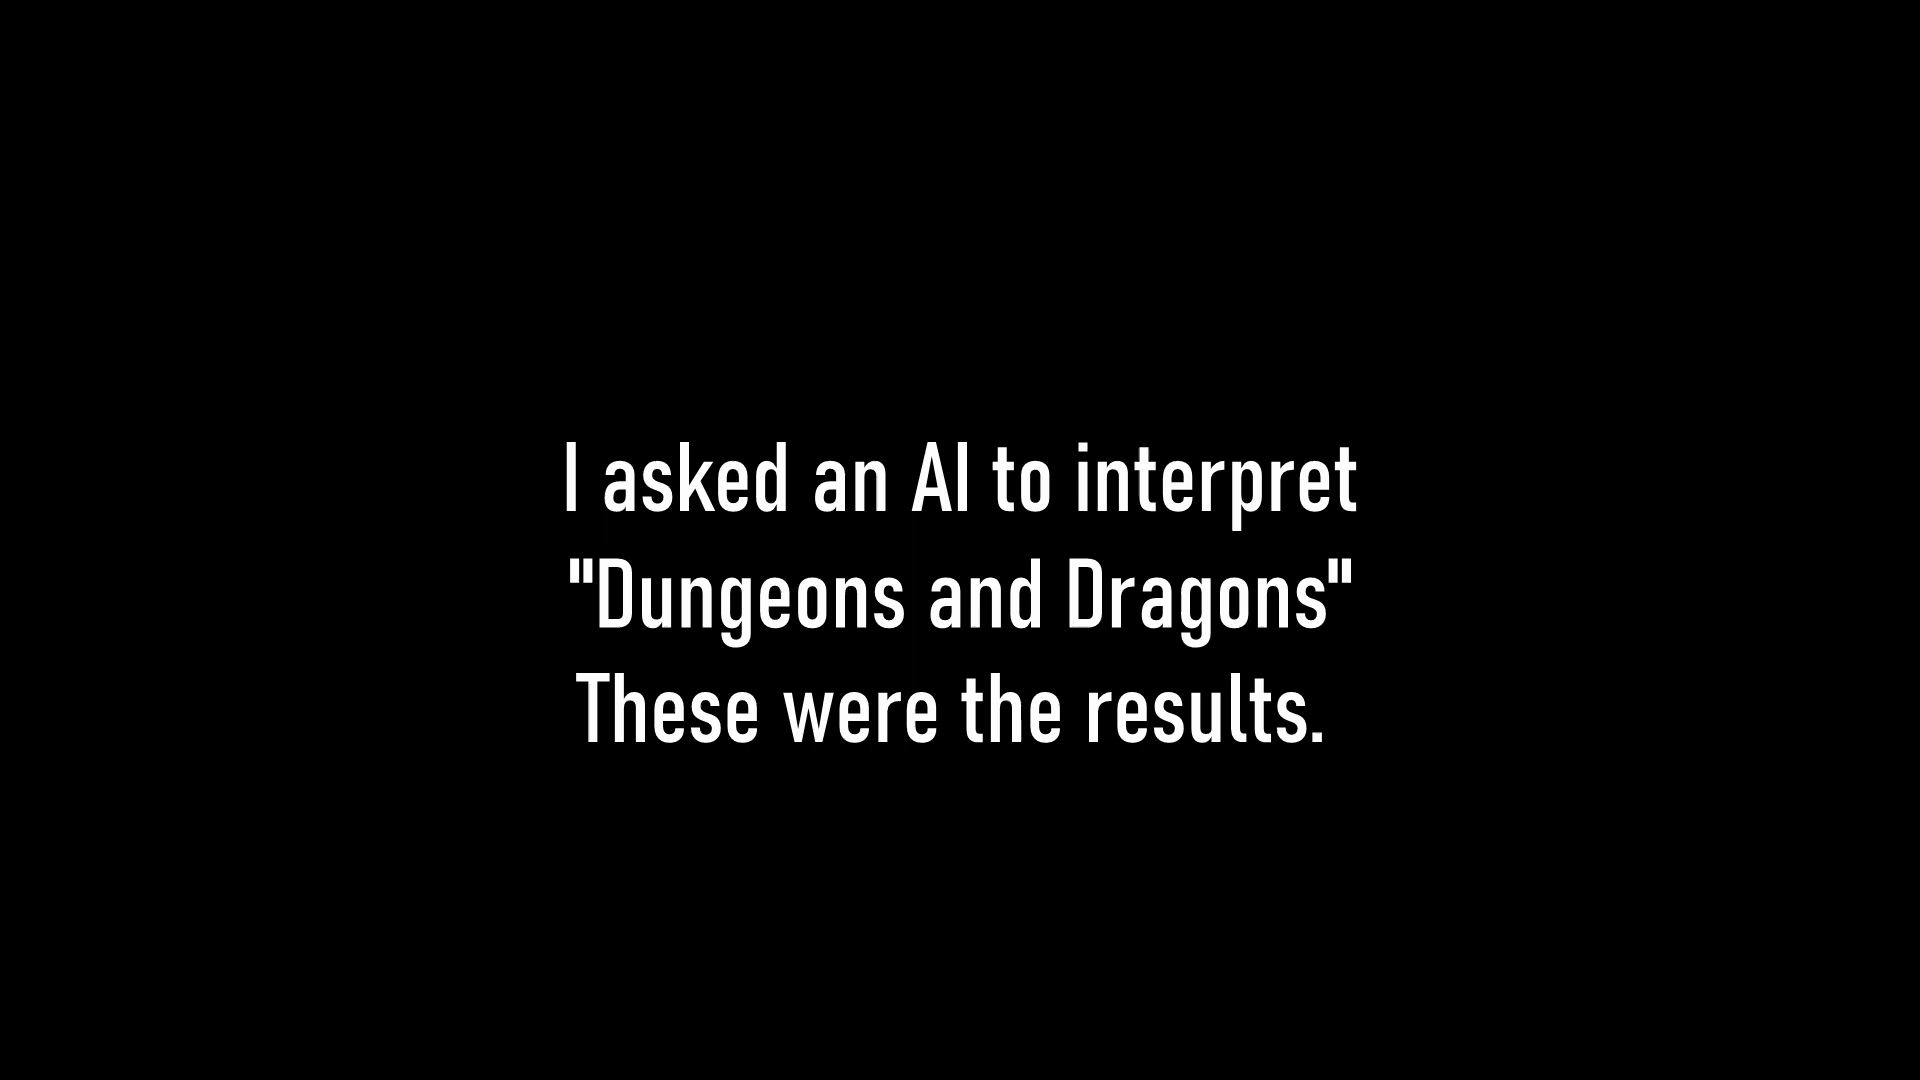 I asked an AI to interpret
"Dungeons and Dragons"
These were the results.